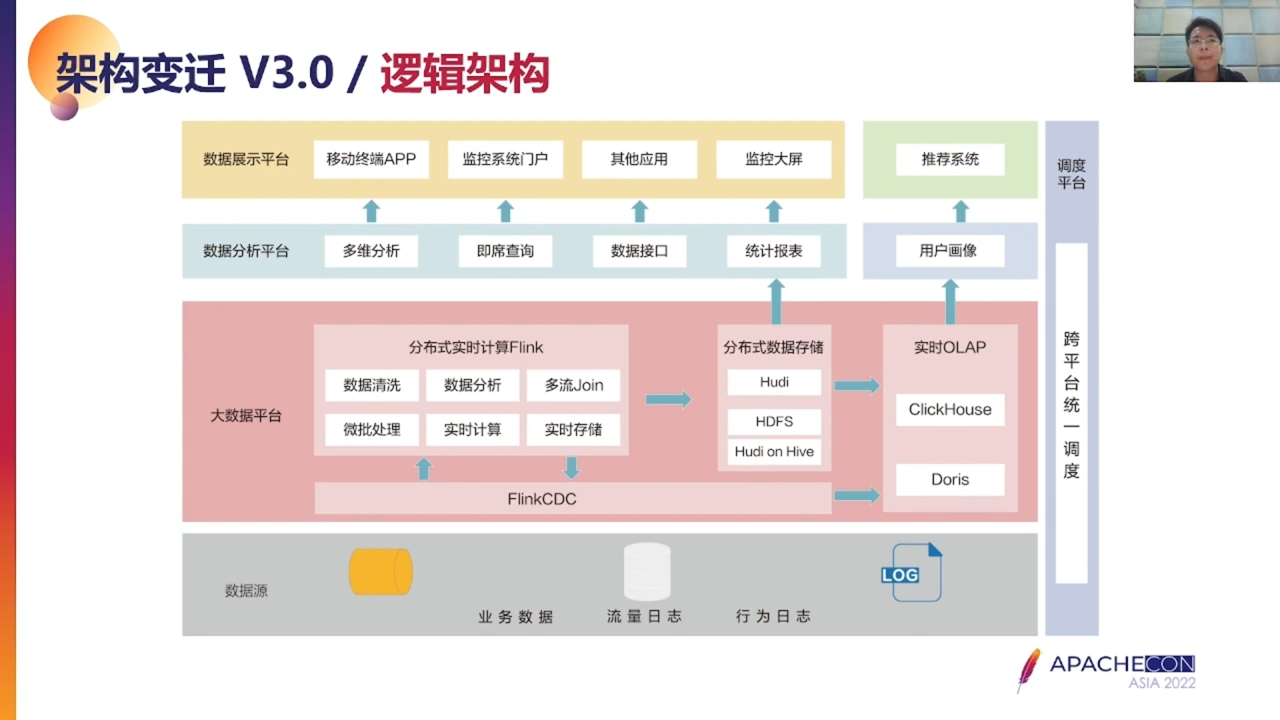 架构变迁 V3.0 / 逻辑架构
数据展示平台
移动终端APP
监控系统门户
其他应用
监控大屏
推荐系统
调度
平台
数据分析平台
多维分析
即席查询
数据接口
统计报表
用户画像
大数据平台
分布式实时计算Flink
数据清洗
数据分析
多流Join
微批处理
实时计算
实时存储
分布式数据存储
Hudi
HDFS
Hudi on Hive
实时OLAP
ClickHouse
Doris
FlinkCDC
跨平台统一调度
数据源
LOG
业务数据
流量日志
行为日志
APACHECON
ASIA 2022